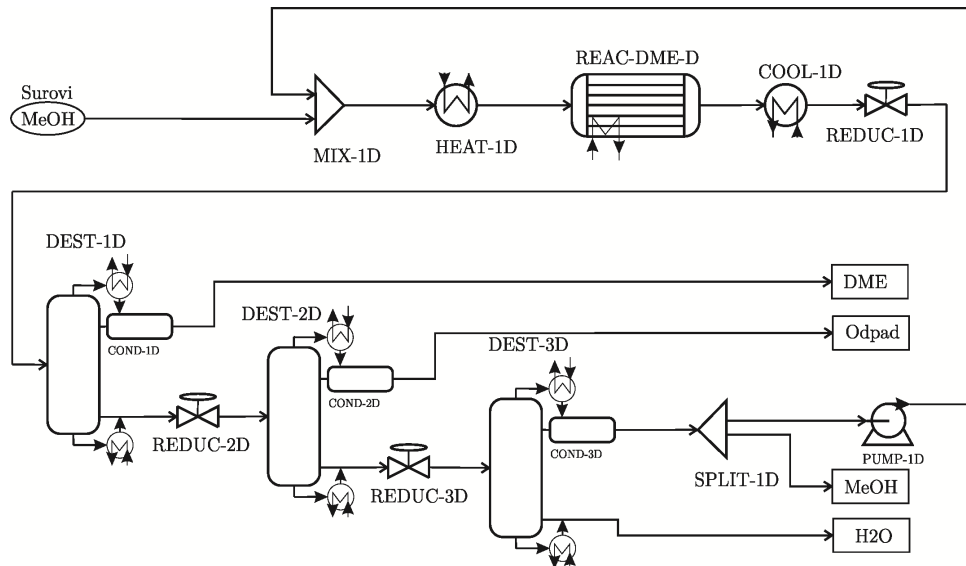 REAC-DME-D
COOL-1D
Surovi
MeOH
MIX-1D
HEAT-1D
REDUC-1D
DEST-1D
DME
DEST-2D
Odpad
COND-1D
DEST-3D
COND-2D
REDUC-2D
COND-3D
PUMP-1D
REDUC-3D
SPLIT-1D
MeOH
H2O